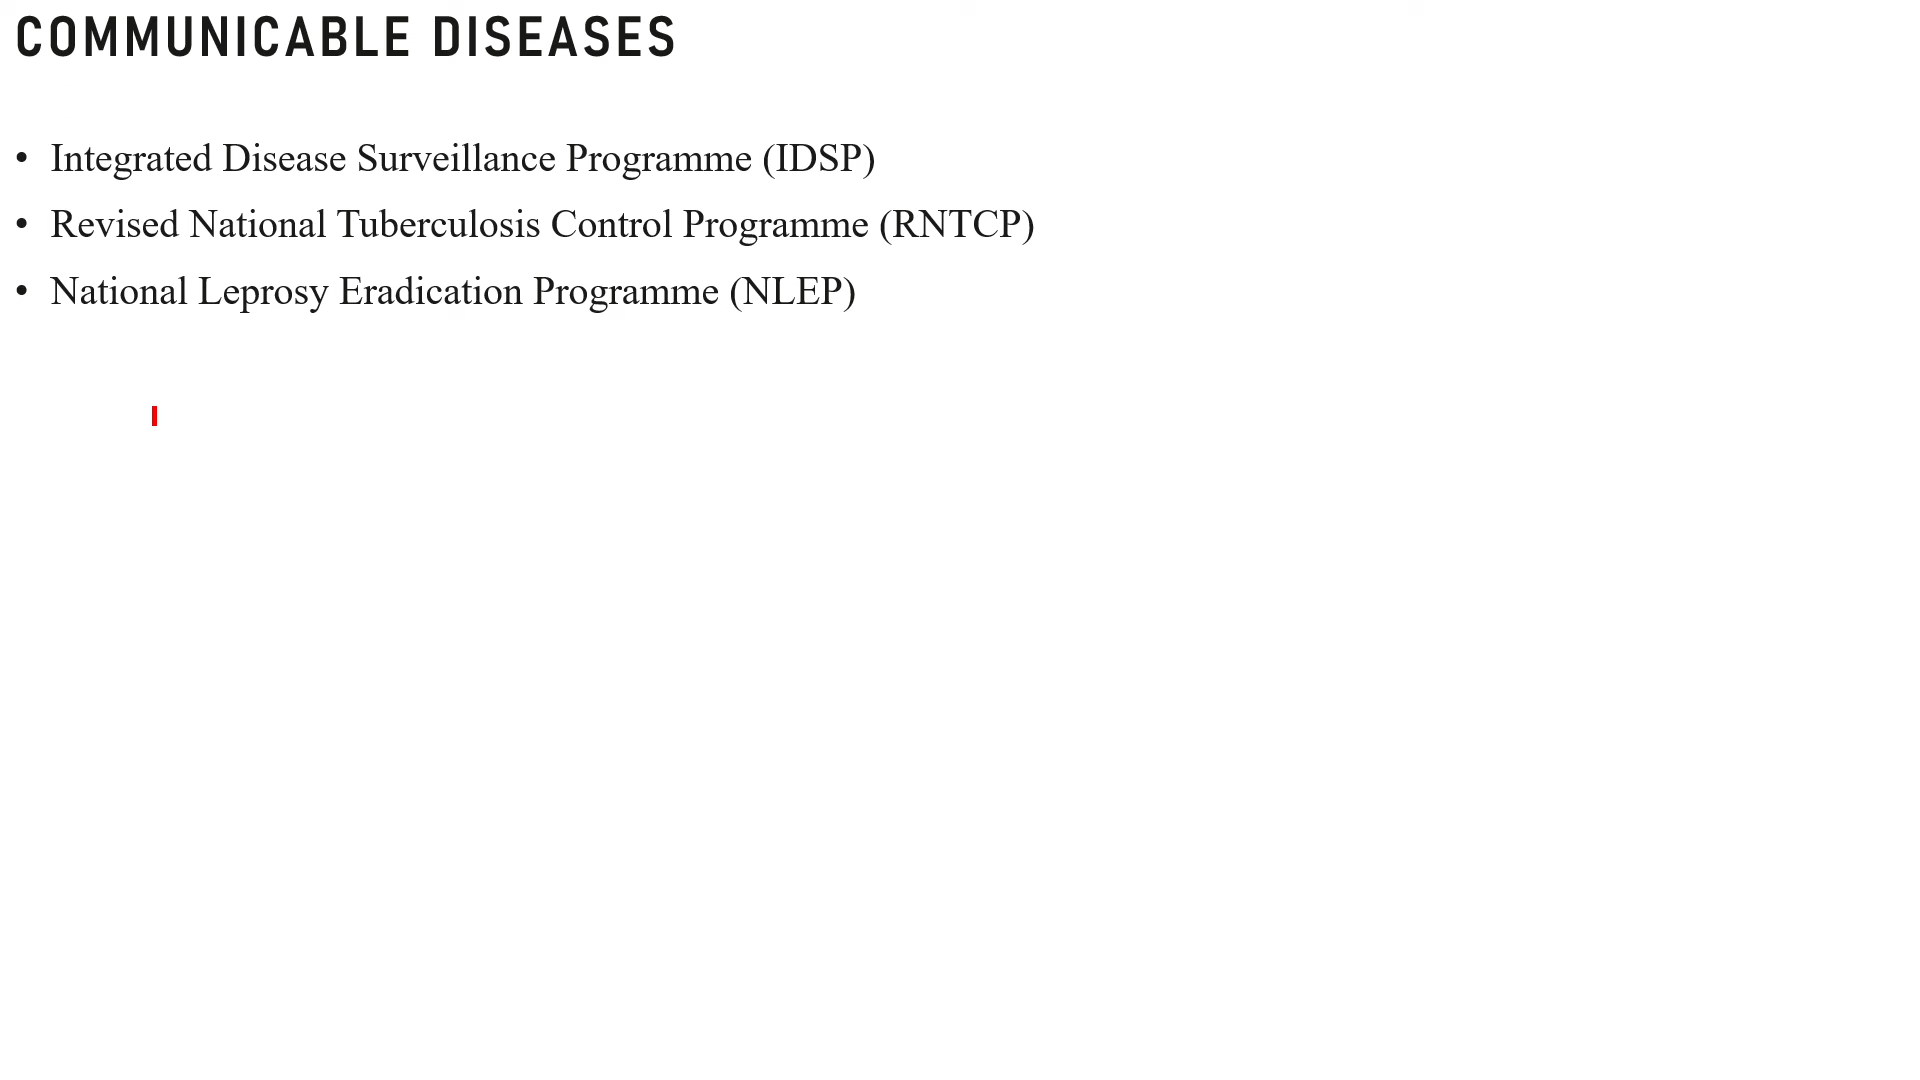 COMMUNICABLE DISEASES
• Integrated Disease Surveillance Programme (IDSP)
• Revised National Tuberculosis Control Programme (RNTCP)
• National Leprosy Eradication Programme (NLEP)